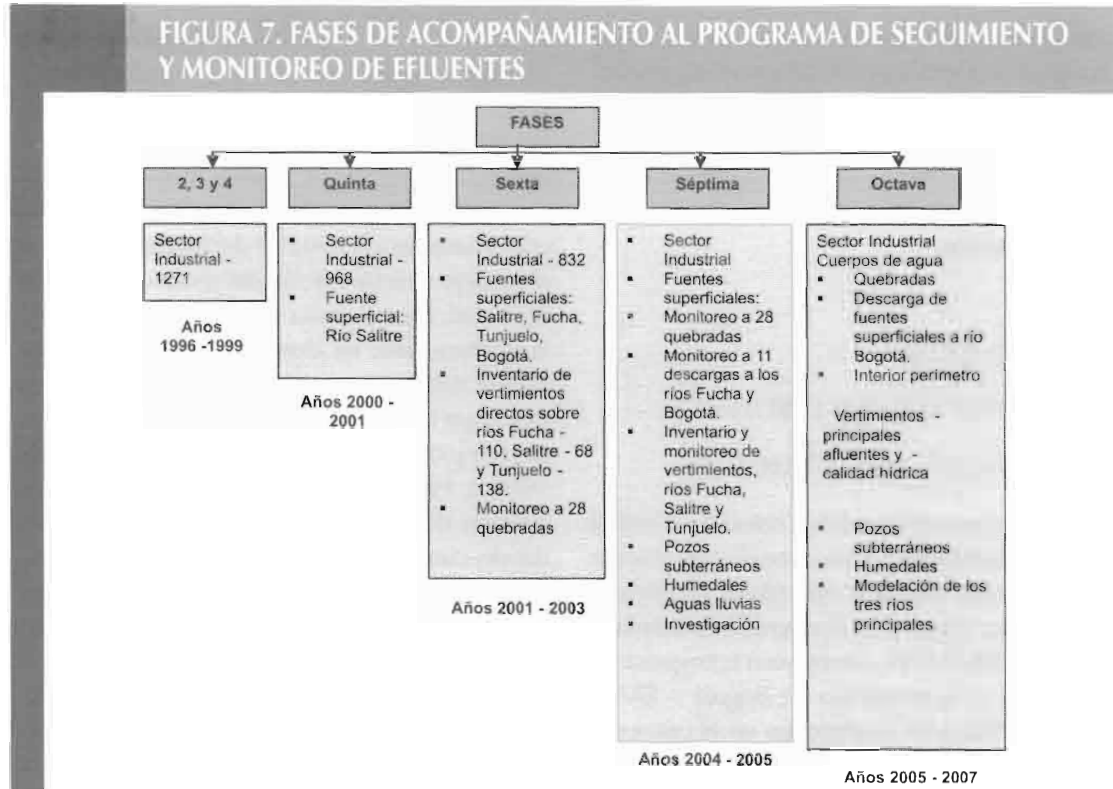 FIGURA 7. FASES DE ACOMPAÑAMIENTO AL PROGRAMA DE SEGUIMIENTO
Y MONITOREO DE EFLUENTES
FASES
2, 3 y 4
Sector
Industrial -
1271
Años
1996 -1999
Quinta
▪ Sector
Industrial -
968
▪ Fuente
superficial:
Río Salitre
Años 2000 -
2001
Sexta
▪ Sector
Industrial - 832
▪ Fuentes
superficiales:
Salitre, Fucha,
Tunjuelo,
Bogotá.
▪ Inventario de
vertimientos
directos sobre
ríos Fucha -
110, Salitre - 68
y Tunjuelo -
138.
▪ Monitoreo a 28
quebradas
Años 2001 - 2003
Séptima
▪ Sector
Industrial
▪ Fuentes
superficiales:
▪ Monitoreo a 28
quebradas
▪ Monitoreo a 11
descargas a los
ríos Fucha y
Bogotá.
▪ Inventario y
monitoreo de
vertimientos,
ríos Fucha,
Salitre y
Tunjuelo.
▪ Pozos
subterráneos
▪ Humedales
▪ Aguas lluvias
▪ Investigación
Años 2004 - 2005
Octava
Sector Industrial
Cuerpos de agua
▪ Quebradas
▪ Descarga de
fuentes
superficiales a río
Bogotá.
▪ Interior perímetro
Vertimientos -
principales
afluentes y -
calidad hídrica
▪ Pozos
subterráneos
▪ Humedales
▪ Modelación de los
tres ríos
principales
Años 2005 - 2007